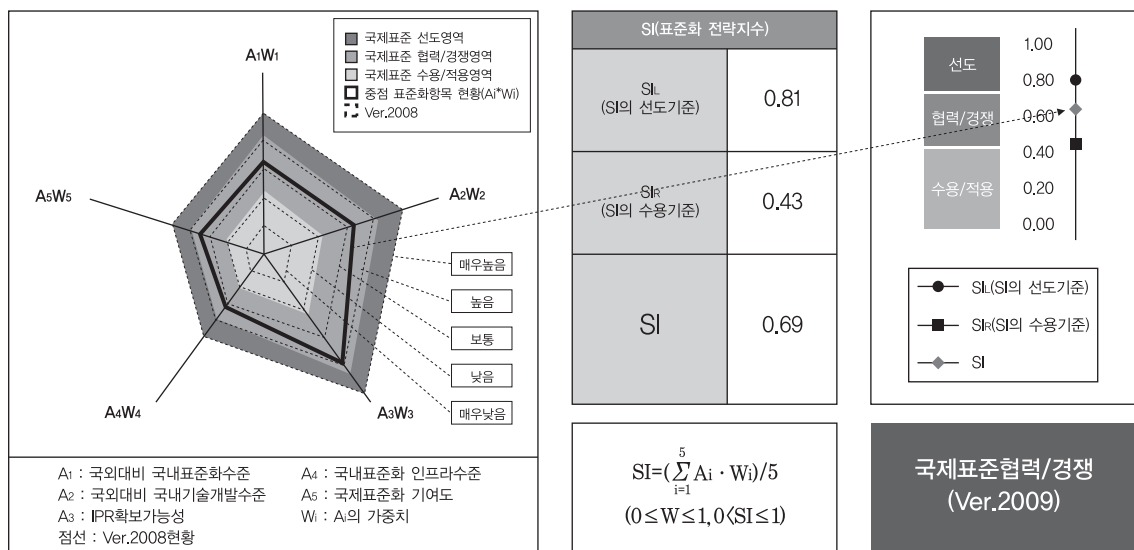 국제표준 선도영역
국제표준 협력/경쟁영역
국제표준 수용/적용영역
중점 표준화항목 현황(Ai*Wi)
Ver.2008
A₁W₁
A₂W₂
A₅W₅
A₄W₄
A₃W₃
매우높음
높음
보통
낮음
매우낮음
A₁ : 국외대비 국내표준화수준
A₂ : 국외대비 국내기술개발수준
A₃ : IPR확보가능성
점선 : Ver.2008현황
A₄ : 국내표준화 인프라수준
A₅ : 국제표준화 기여도
Wᵢ : Aᵢ의 가중치
SI(표준화 전략지수)
SIL
(SI의 선도기준)
0.81
SIR
(SI의 수용기준)
0.43
SI
0.69
SI=(∑Ai · Wi)/5
5
i=1
(0≤W≤1, 0〈SI≤1)
선도
협력/경쟁
수용/적용
1.00
0.80
0.60
0.40
0.20
0.00
SIL(SI의 선도기준)
SIR(SI의 수용기준)
SI
국제표준협력/경쟁
(Ver.2009)